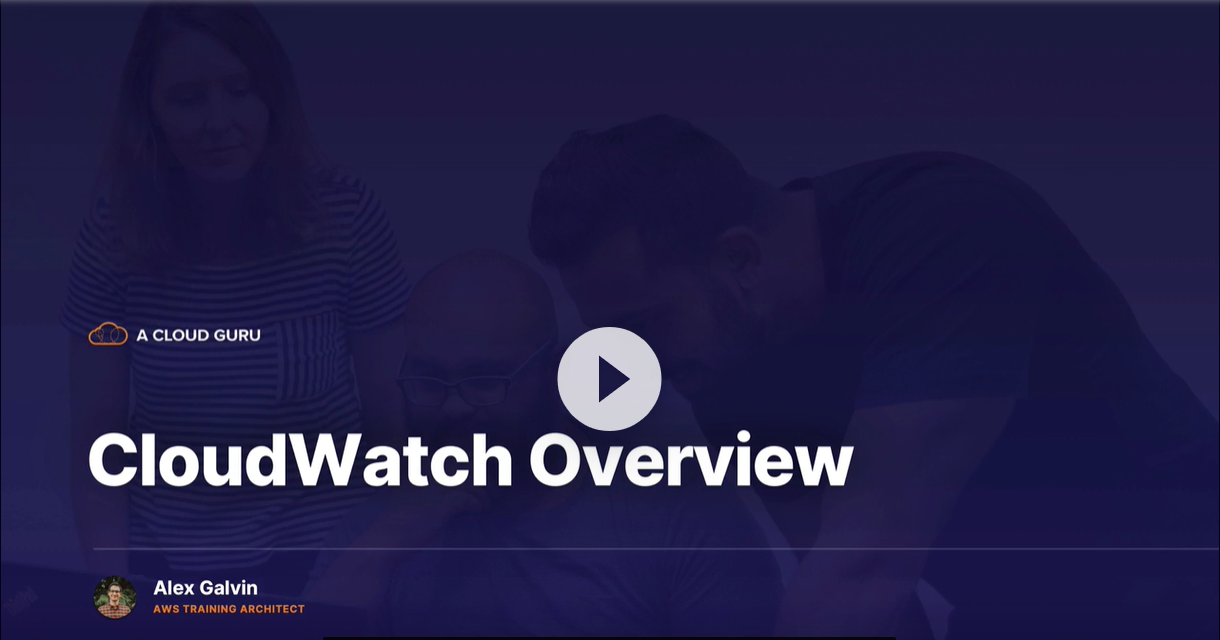 A CLOUD GURU
CloudWatch Overview
Alex Galvin
AWS TRAINING ARCHITECT